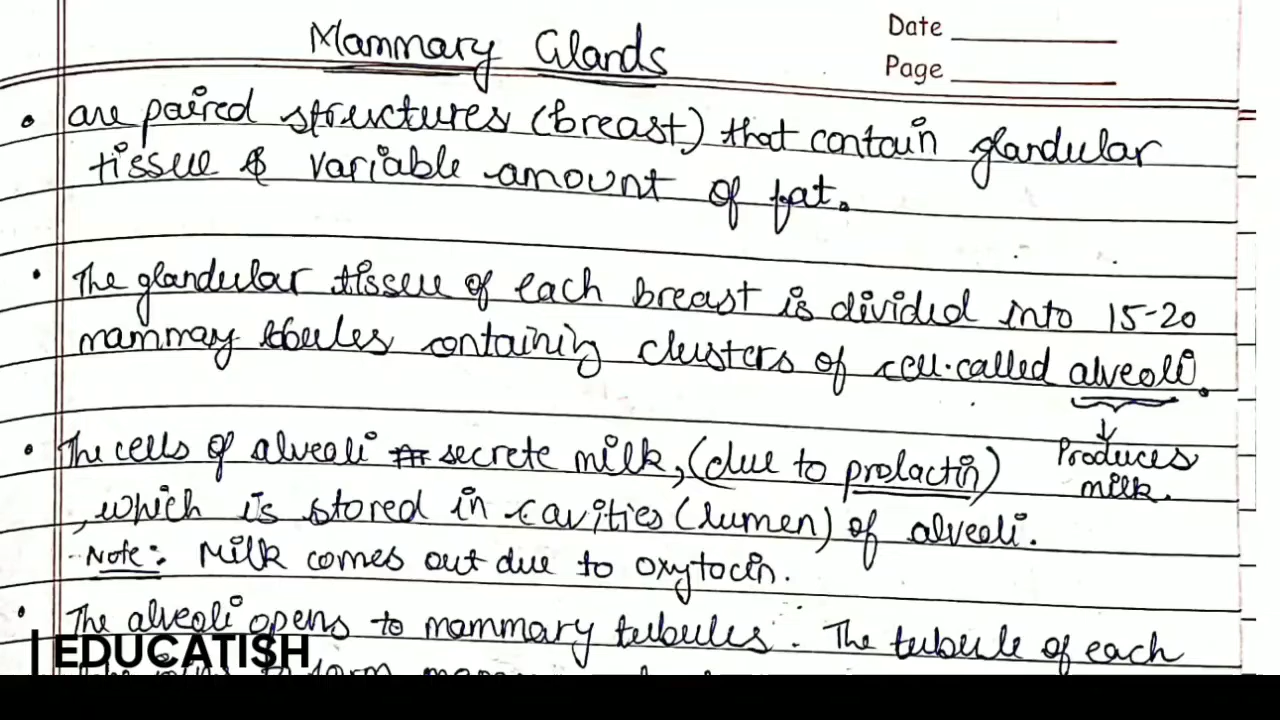 Mammary Glands
Date
Page
• are paired structures (breast) that contain glandular
tissue & variable amount of fat.
• The glandular tissue of each breast is divided into 15-20
mammay lobules containing clusters of cell called alveoli.
Produces
milk.
• The cells of alveoli secrete milk, (due to prolactin)
, which is stored in cavities (lumen) of alveoli.
Note: Milk comes out due to oxytocin.
• The alveoli opens to mammary tubules. The tubule of each
| EDUCATISH